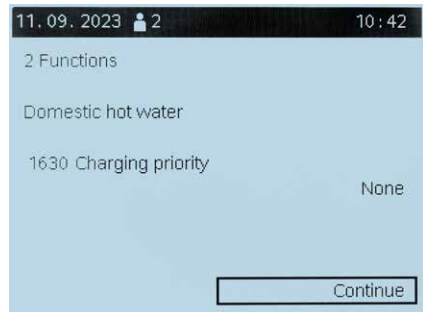 11.09.2023 2 10:42
2 Functions
Domestic hot water
1630 Charging priority
None
Continue